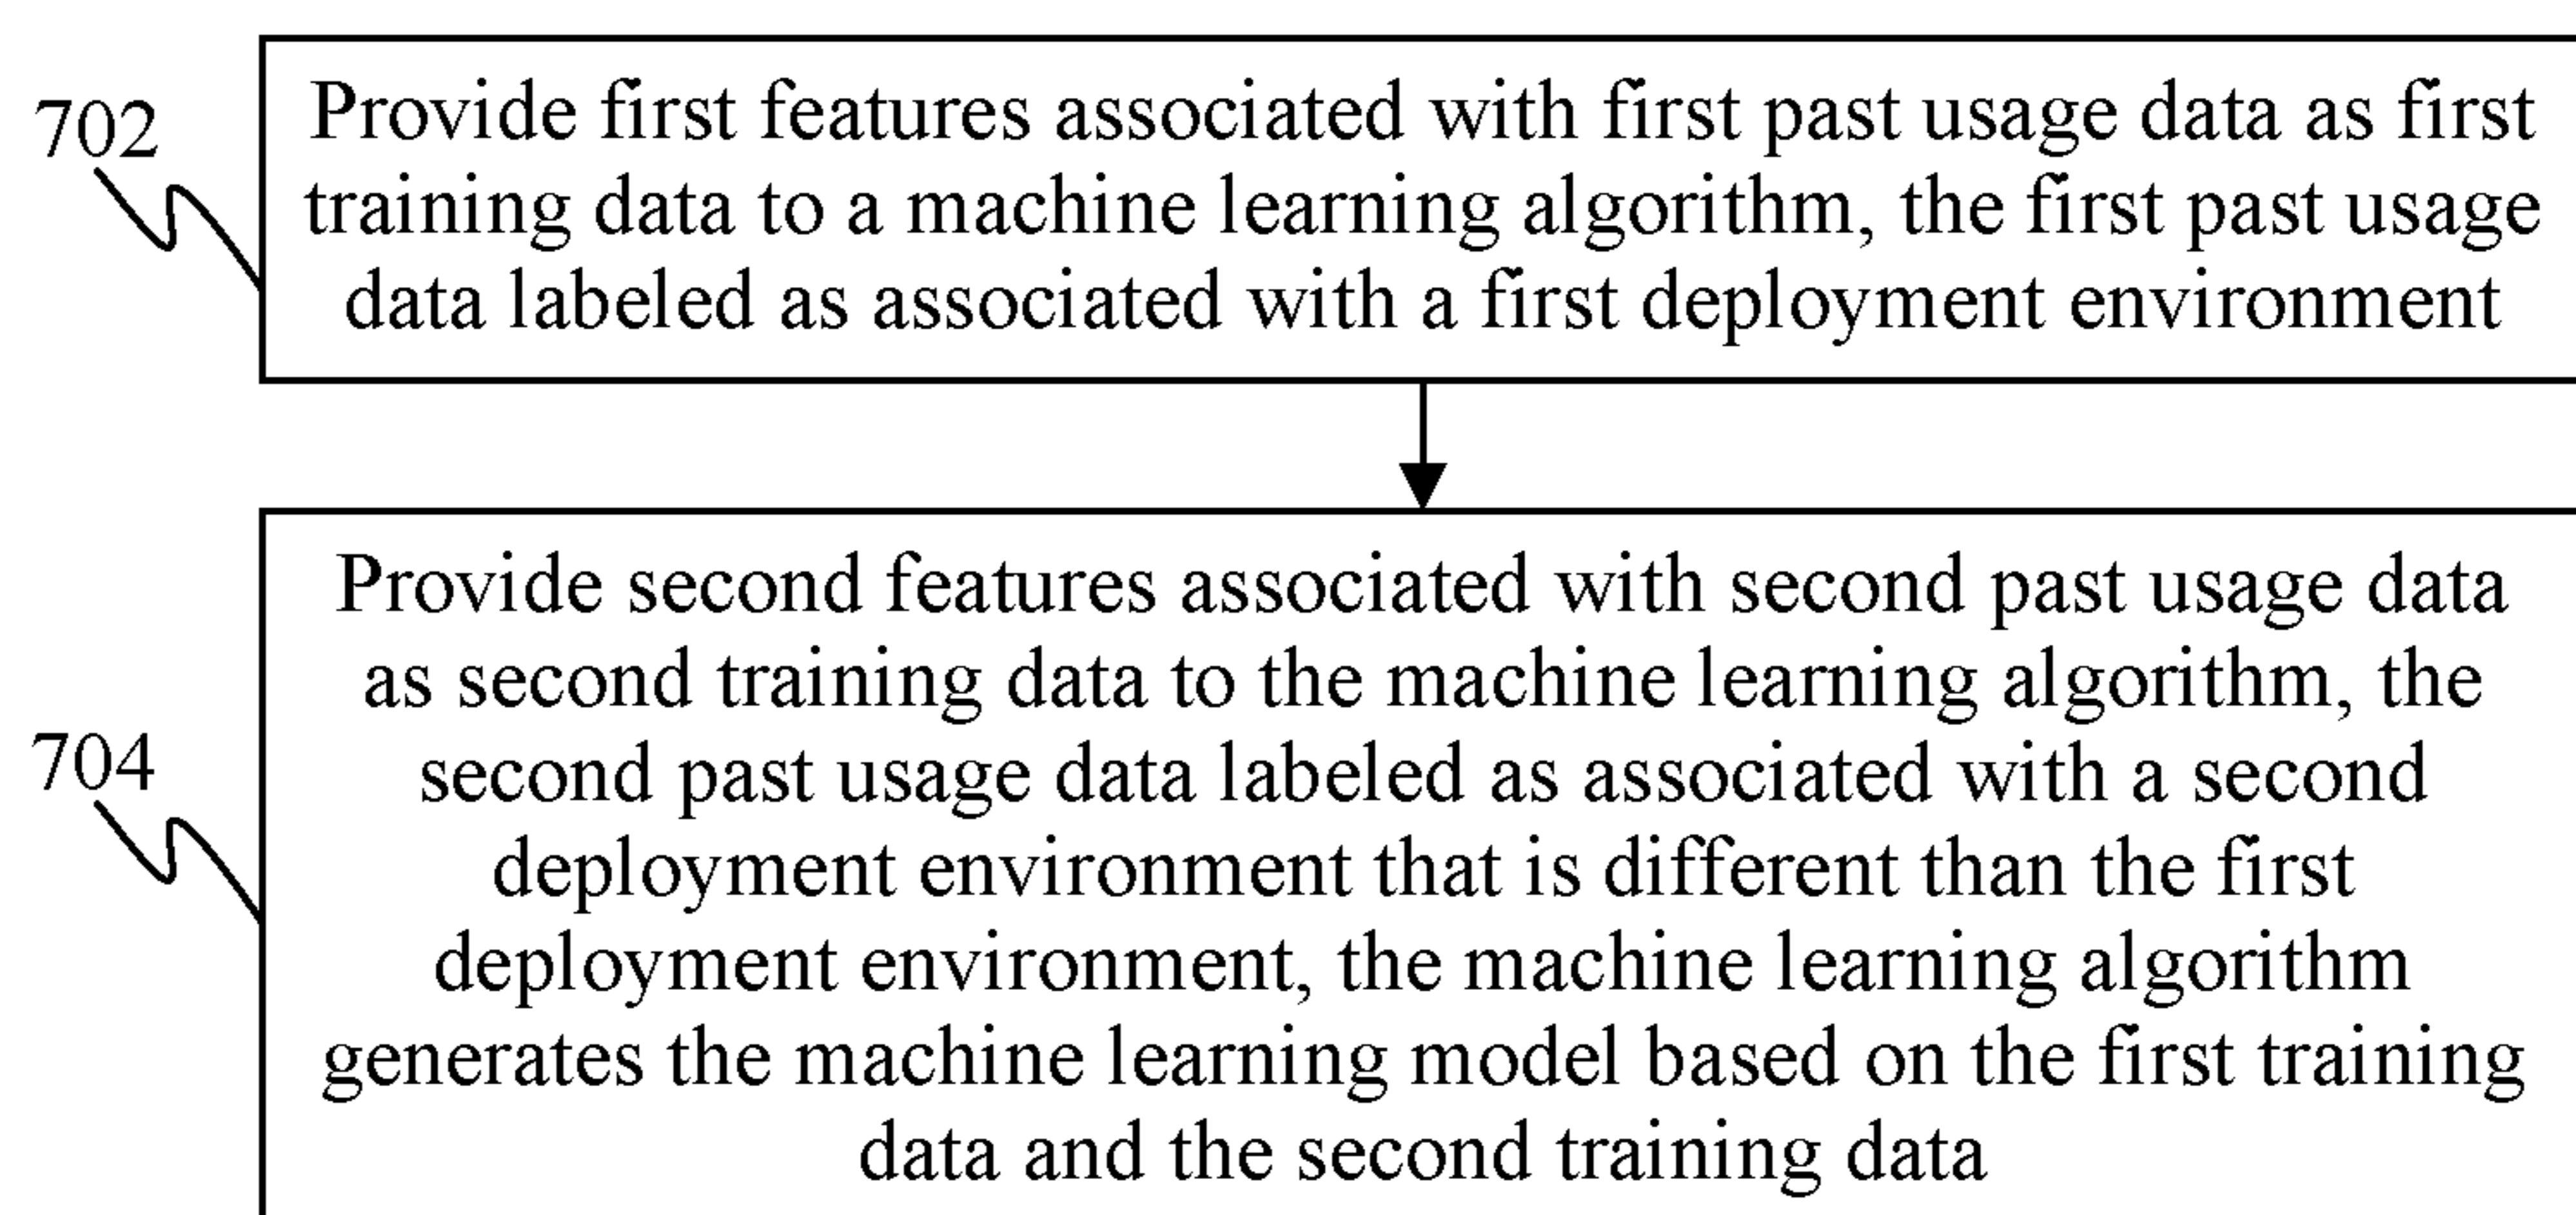 702
Provide first features associated with first past usage data as first
training data to a machine learning algorithm, the first past usage
data labeled as associated with a first deployment environment
704
Provide second features associated with second past usage data
as second training data to the machine learning algorithm, the
second past usage data labeled as associated with a second
deployment environment that is different than the first
deployment environment, the machine learning algorithm
generates the machine learning model based on the first training
data and the second training data